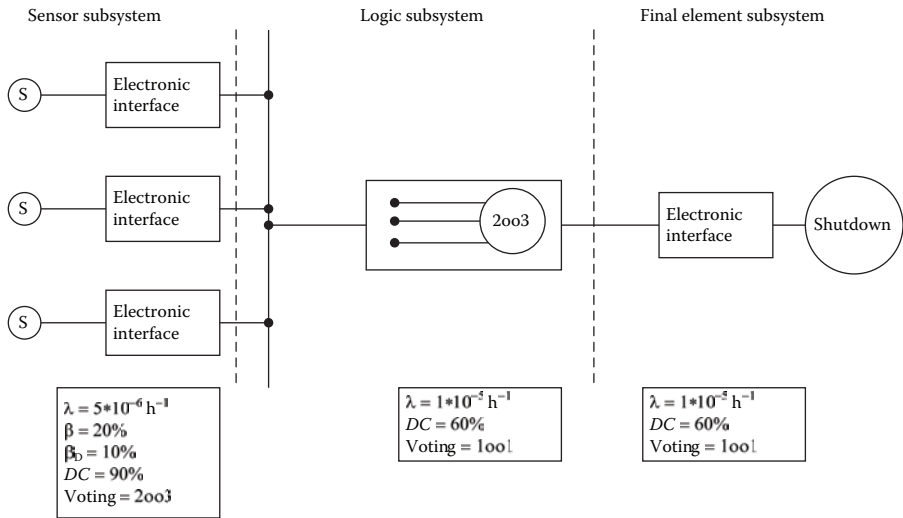 Sensor subsystem
Logic subsystem
Final element subsystem
S
Electronic
interface
S
Electronic
interface
S
Electronic
interface
2oo3
Electronic
interface
Shutdown
λ = 5*10⁻⁶ h⁻¹
β = 20%
β_D = 10%
DC = 90%
Voting = 2oo3
λ = 1*10⁻⁵ h⁻¹
DC = 60%
Voting = 1oo1
λ = 1*10⁻⁵ h⁻¹
DC = 60%
Voting = 1oo1